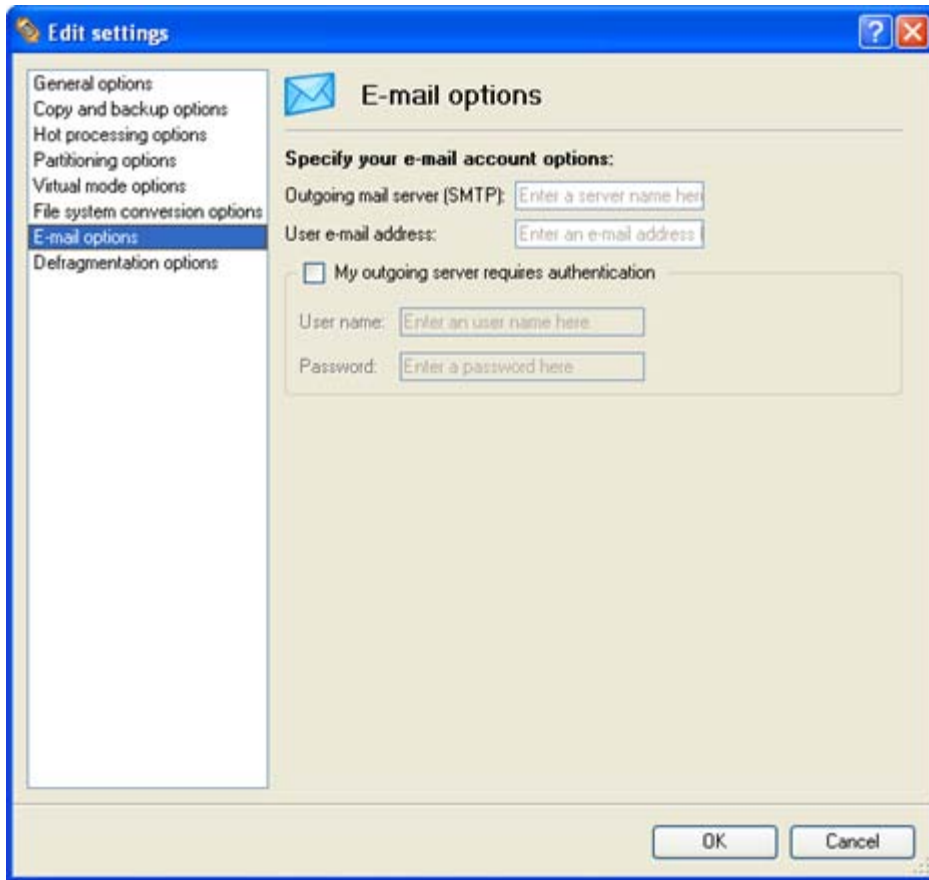 Edit settings
General options
Copy and backup options
Hot processing options
Partitioning options
Virtual mode options
File system conversion options
E-mail options
Defragmentation options
E-mail options
Specify your e-mail account options:
Outgoing mail server (SMTP): Enter a server name her
User e-mail address: Enter an e-mail address
My outgoing server requires authentication
User name: Enter an user name here
Password: Enter a password here
OK Cancel